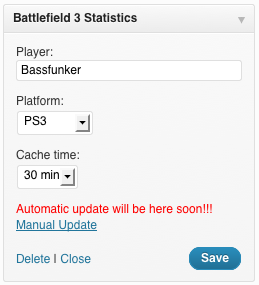 Battlefield 3 Statistics
Player:
Bassfunker
Platform:
PS3
Cache time:
30 min
Automatic update will be here soon!!!
Manual Update
Delete | Close
Save